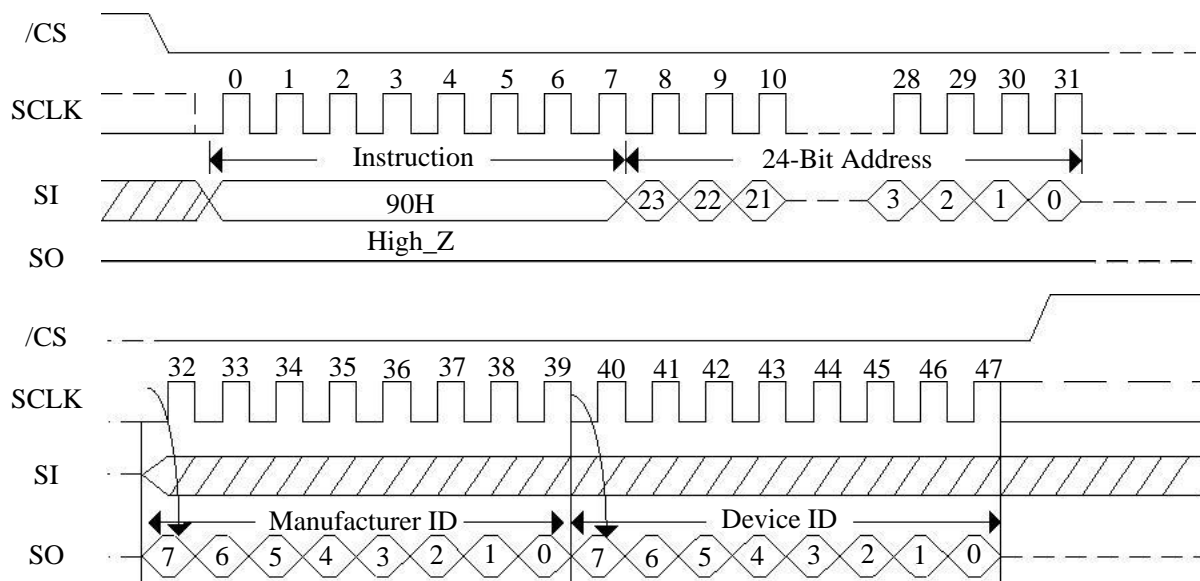 /CS
0 1 2 3 4 5 6 7 8 9 10 28 29 30 31
SCLK
Instruction 24-Bit Address
SI 90H 23 22 21 3 2 1 0
High_Z
SO
/CS
32 33 34 35 36 37 38 39 40 41 42 43 44 45 46 47
SCLK
SI
Manufacturer ID Device ID
SO 7 6 5 4 3 2 1 0 7 6 5 4 3 2 1 0